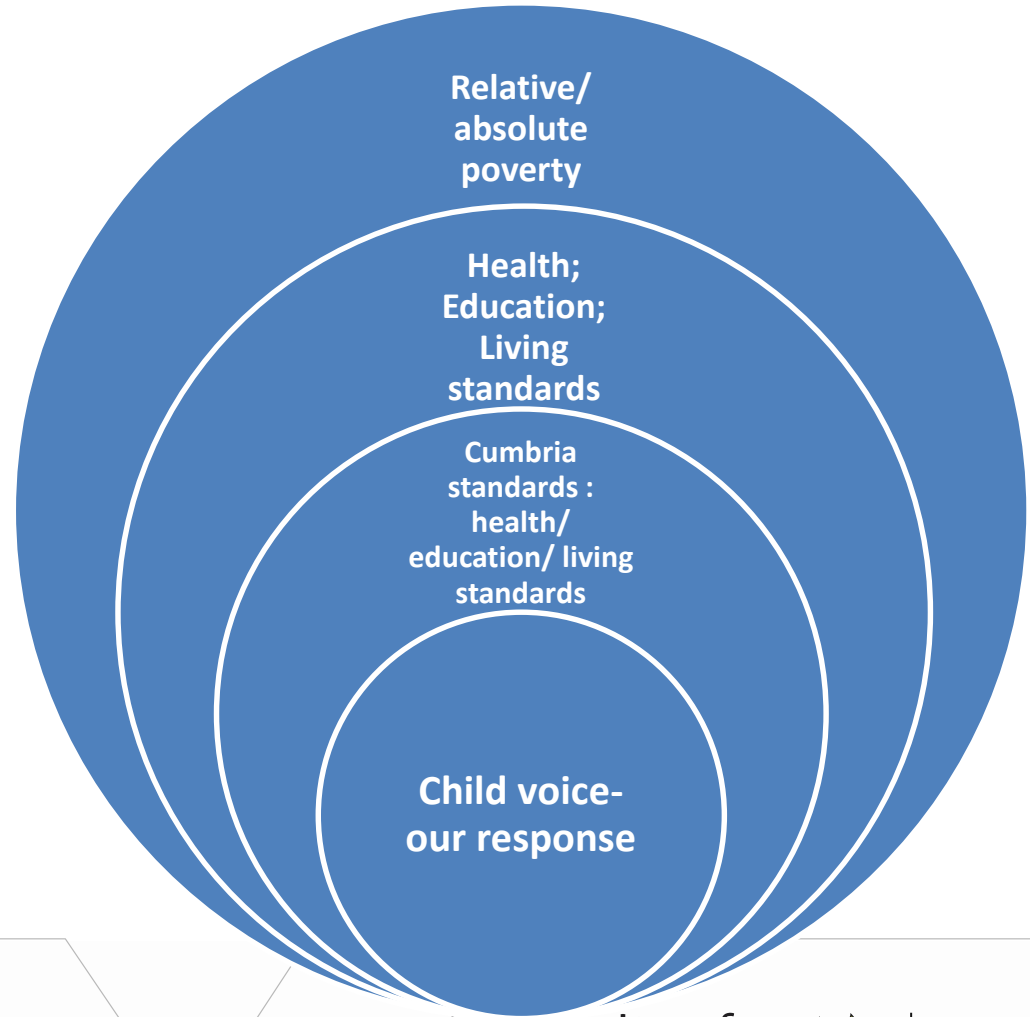 Relative/
absolute
poverty
Health;
Education;
Living
standards
Cumbria
standards :
health/
education/ living
standards
Child voice-
our response